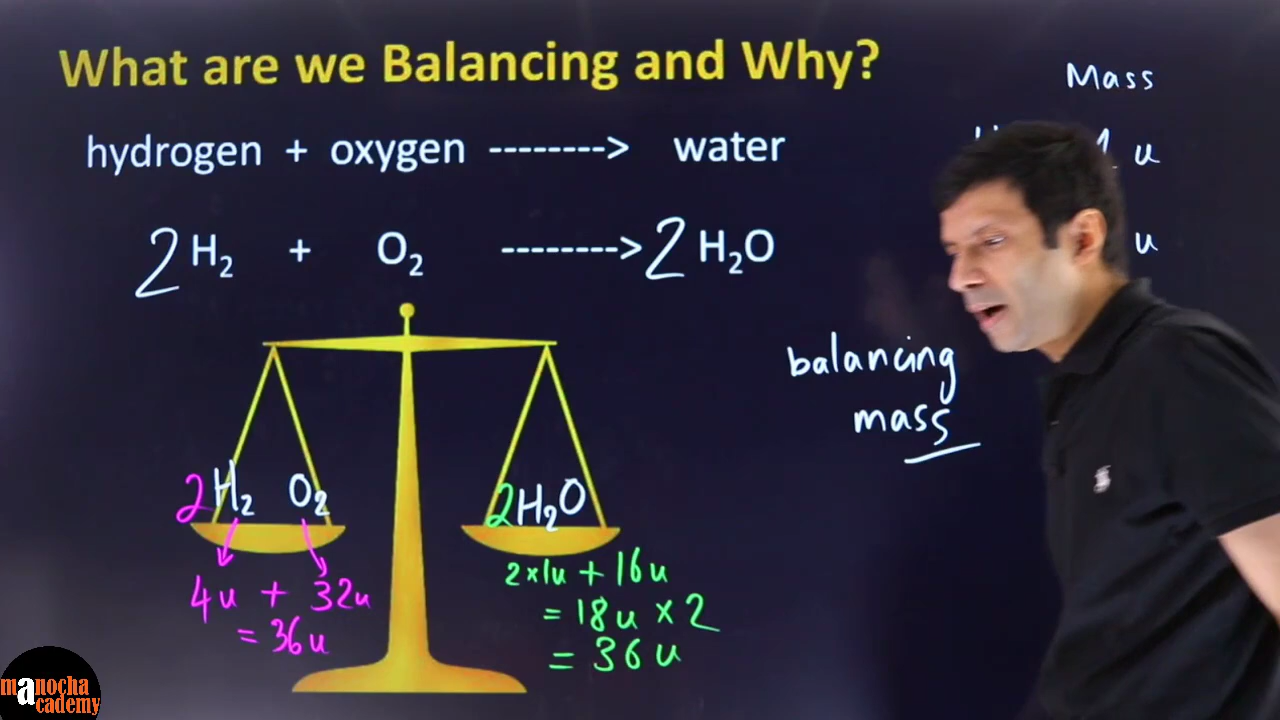 What are we Balancing and Why?
Mass
hydrogen + oxygen --------> water
1 u
2H₂ + O₂ --------> 2H₂O
u
balancing
mass
2H₂ O₂
2H₂O
4u + 32u
= 36u
2×1u + 16u
= 18u × 2
= 36u
manocha
academy